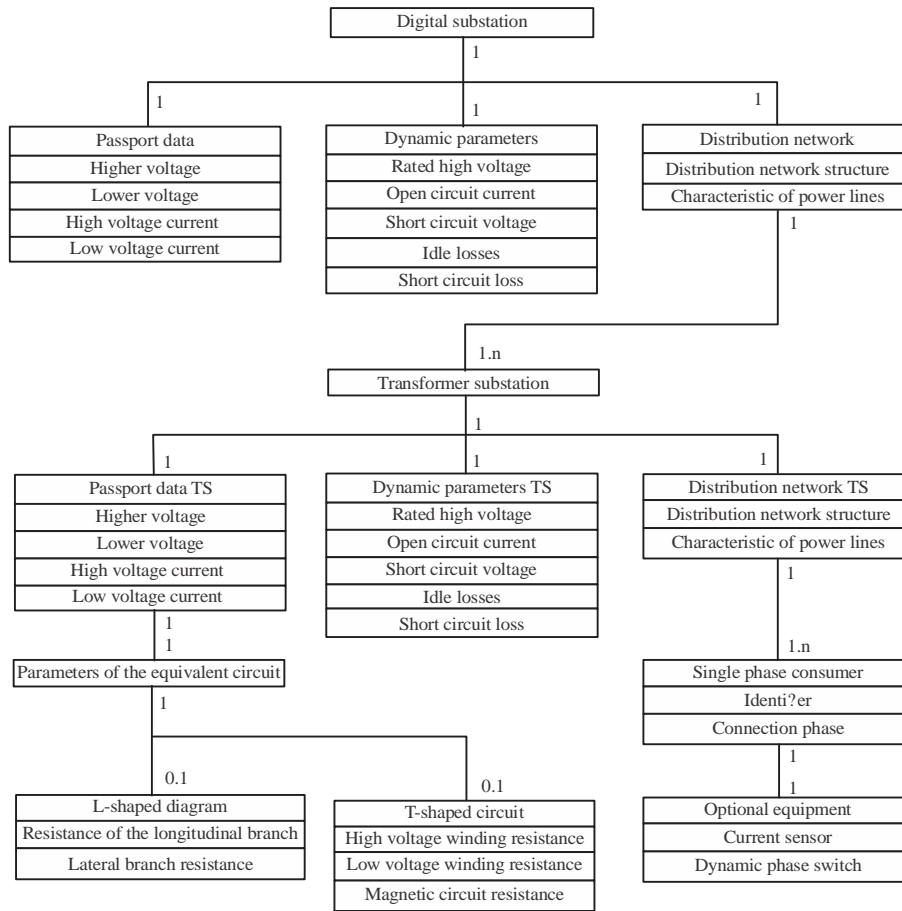 Digital substation
1
1
1
1
Passport data
Higher voltage
Lower voltage
High voltage current
Low voltage current
Dynamic parameters
Rated high voltage
Open circuit current
Short circuit voltage
Idle losses
Short circuit loss
Distribution network
Distribution network structure
Characteristic of power lines
1
1.n
Transformer substation
1
1
1
1
Passport data TS
Higher voltage
Lower voltage
High voltage current
Low voltage current
Dynamic parameters TS
Rated high voltage
Open circuit current
Short circuit voltage
Idle losses
Short circuit loss
Distribution network TS
Distribution network structure
Characteristic of power lines
1
1
Parameters of the equivalent circuit
1
1
1.n
Single phase consumer
Identi?er
Connection phase
1
1
0.1
0.1
L-shaped diagram
Resistance of the longitudinal branch
Lateral branch resistance
T-shaped circuit
High voltage winding resistance
Low voltage winding resistance
Magnetic circuit resistance
Optional equipment
Current sensor
Dynamic phase switch